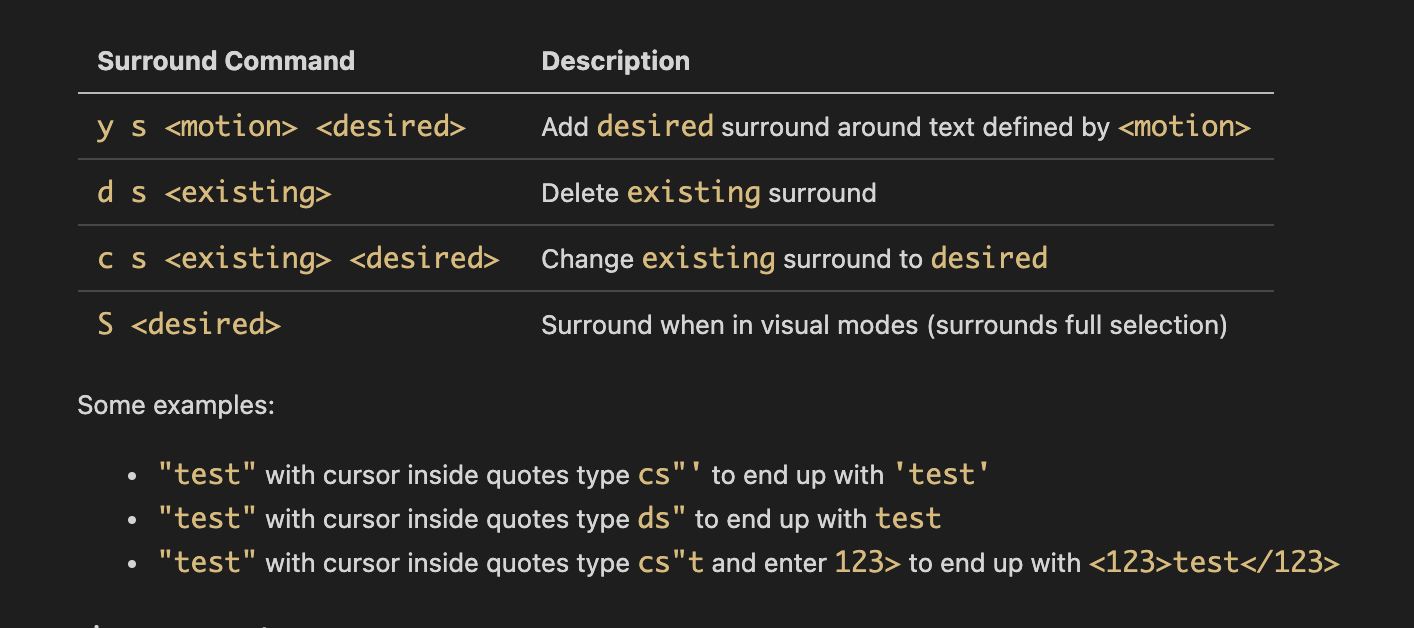 Surround Command Description
y s <motion> <desired> Add desired surround around text defined by <motion>
d s <existing> Delete existing surround
c s <existing> <desired> Change existing surround to desired
S <desired> Surround when in visual modes (surrounds full selection)
Some examples:
• "test" with cursor inside quotes type cs"' to end up with 'test'
• "test" with cursor inside quotes type ds" to end up with test
• "test" with cursor inside quotes type cs"t and enter 123> to end up with <123>test</123>